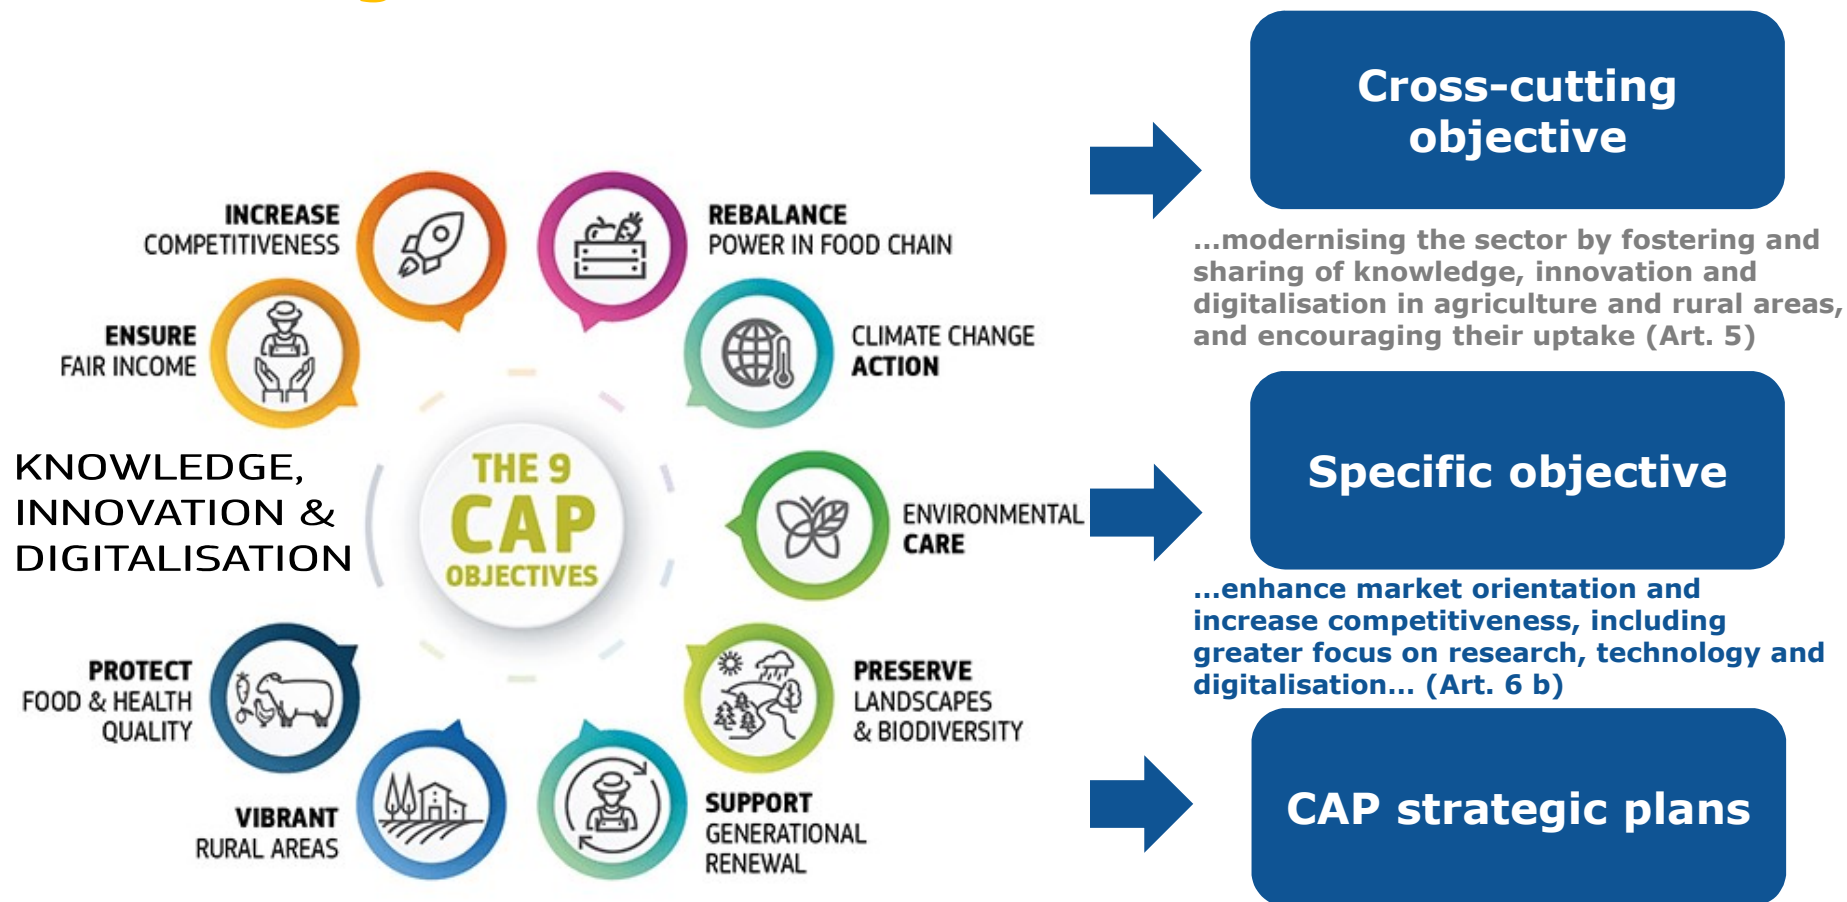 INCREASE
COMPETITIVENESS
REBALANCE
POWER IN FOOD CHAIN
ENSURE
FAIR INCOME
CLIMATE CHANGE
ACTION
KNOWLEDGE,
INNOVATION &
DIGITALISATION
THE 9
CAP
OBJECTIVES
ENVIRONMENTAL
CARE
PROTECT
FOOD & HEALTH
QUALITY
PRESERVE
LANDSCAPES
& BIODIVERSITY
VIBRANT
RURAL AREAS
SUPPORT
GENERATIONAL
RENEWAL
Cross-cutting
objective
...modernising the sector by fostering and
sharing of knowledge, innovation and
digitalisation in agriculture and rural areas,
and encouraging their uptake (Art. 5)
Specific objective
...enhance market orientation and
increase competitiveness, including
greater focus on research, technology and
digitalisation... (Art. 6 b)
CAP strategic plans